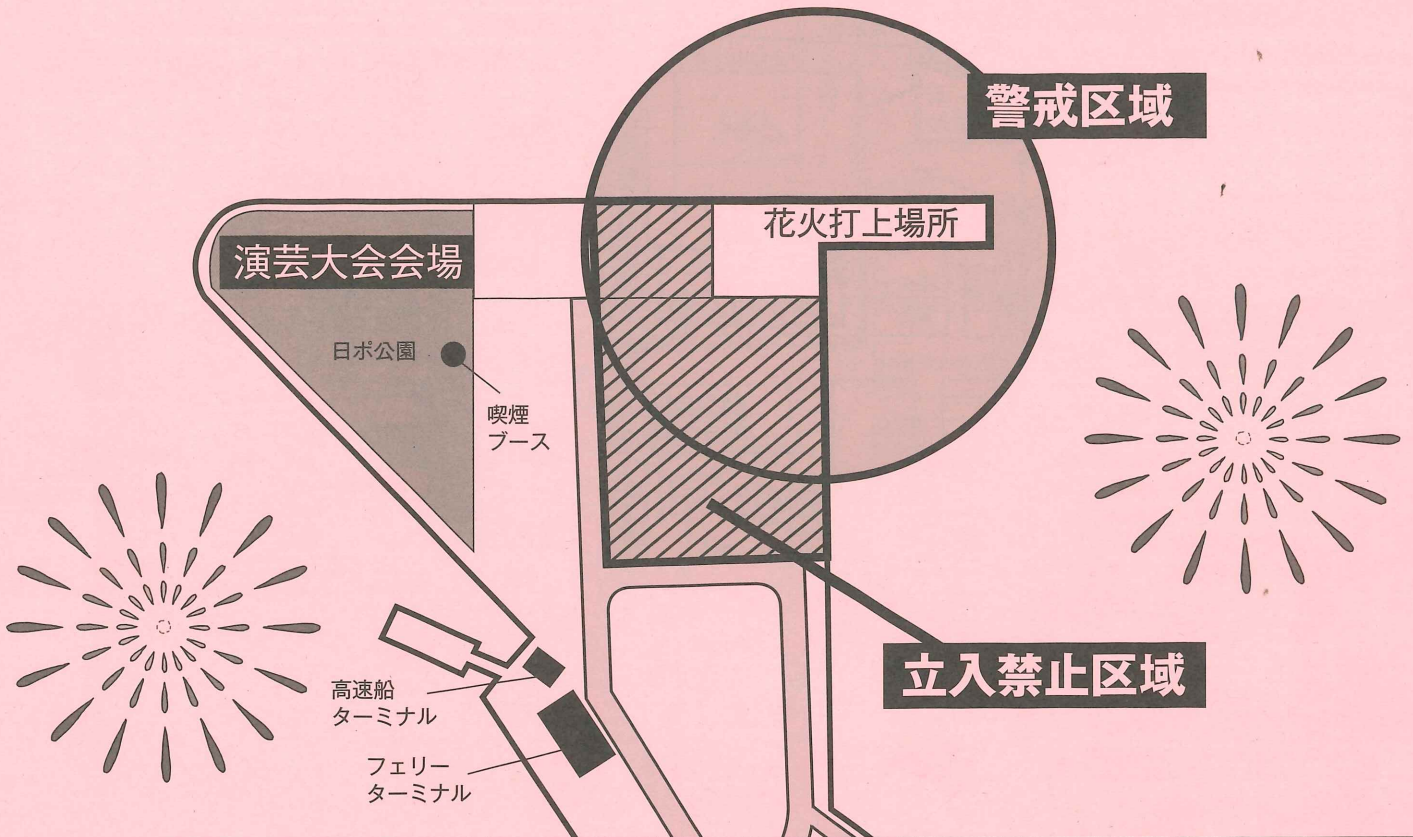 警戒区域
花火打上場所
演芸大会会場
日ポ公園
喫煙
ブース
立入禁止区域
高速船
ターミナル
フェリー
ターミナル